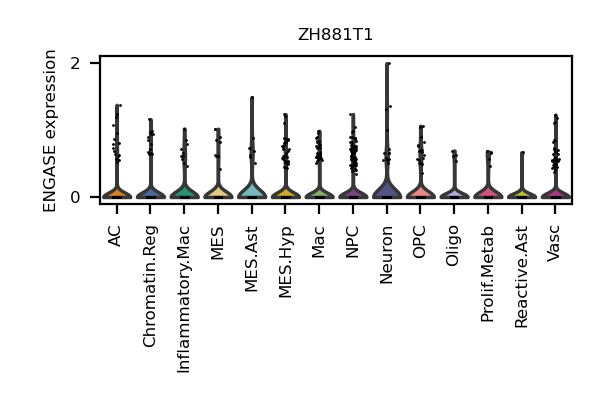 ZH881T1
ENGASE expression
2
0
AC
Chromatin.Reg
Inflammatory.Mac
MES
MES.Ast
MES.Hyp
Mac
NPC
Neuron
OPC
Oligo
Prolif.Metab
Reactive.Ast
Vasc